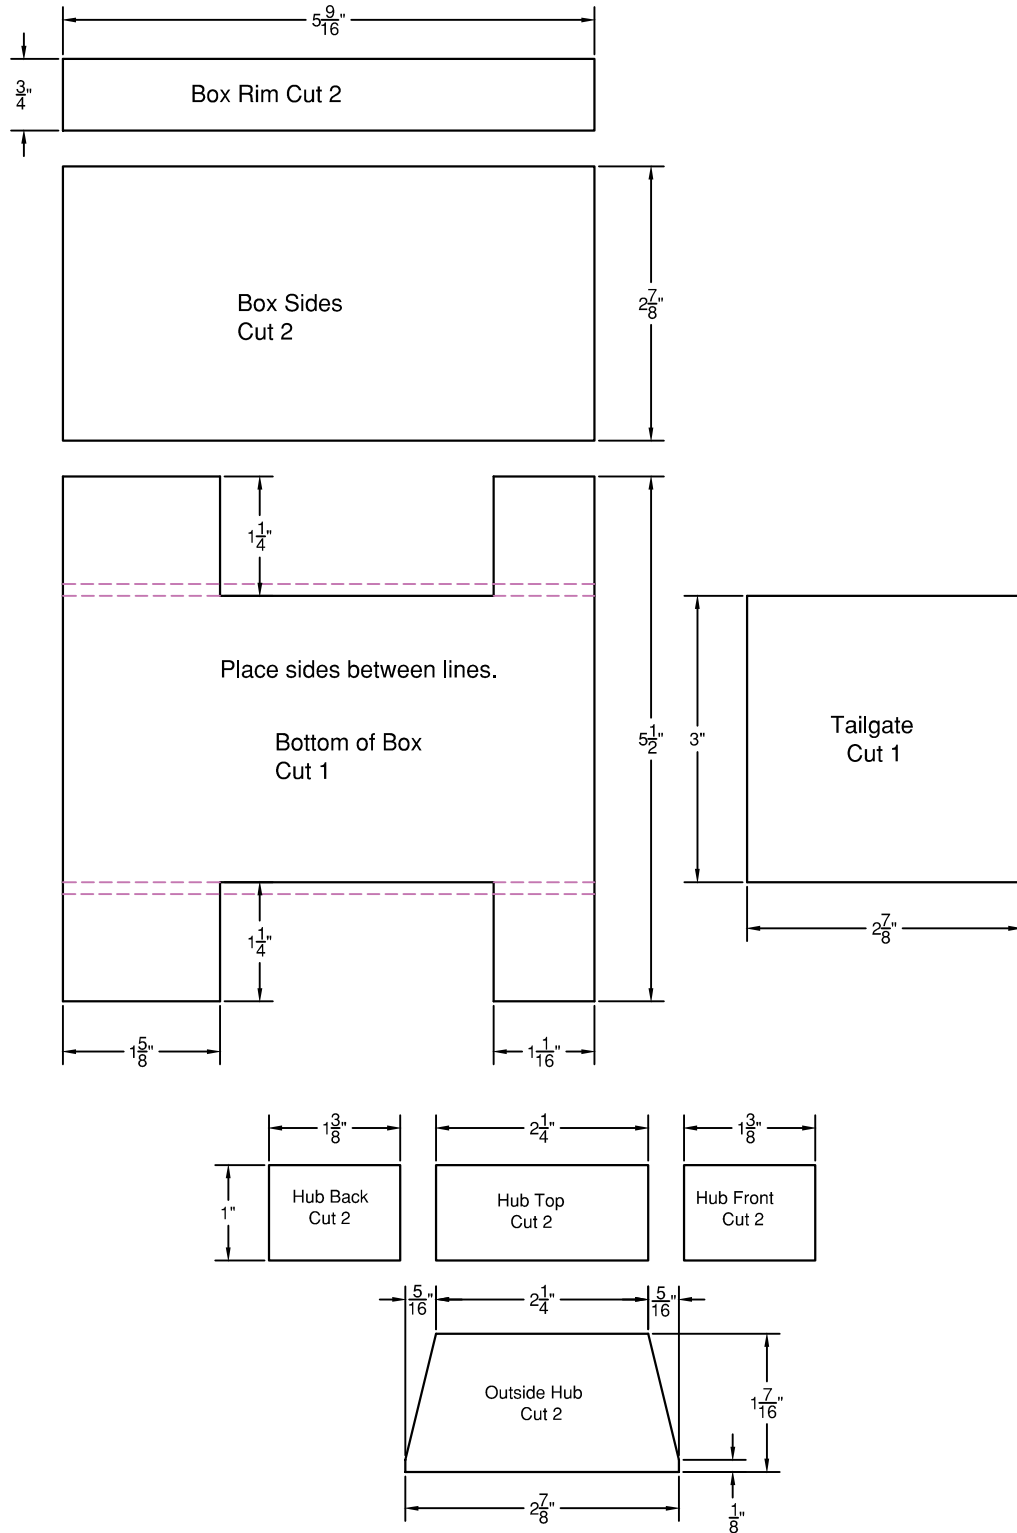 5 9/16"
3/4"
Box Rim Cut 2
Box Sides
Cut 2
2 7/8"
1 1/4"
Place sides between lines.
Bottom of Box
Cut 1
5 1/2"
3"
Tailgate
Cut 1
1 1/4"
2 7/8"
1 5/8"
1 1/16"
1 3/8"
2 1/4"
1 3/8"
1"
Hub Back
Cut 2
Hub Top
Cut 2
Hub Front
Cut 2
5/16"
2 1/4"
5/16"
Outside Hub
Cut 2
1 7/16"
2 7/8"
1/8"